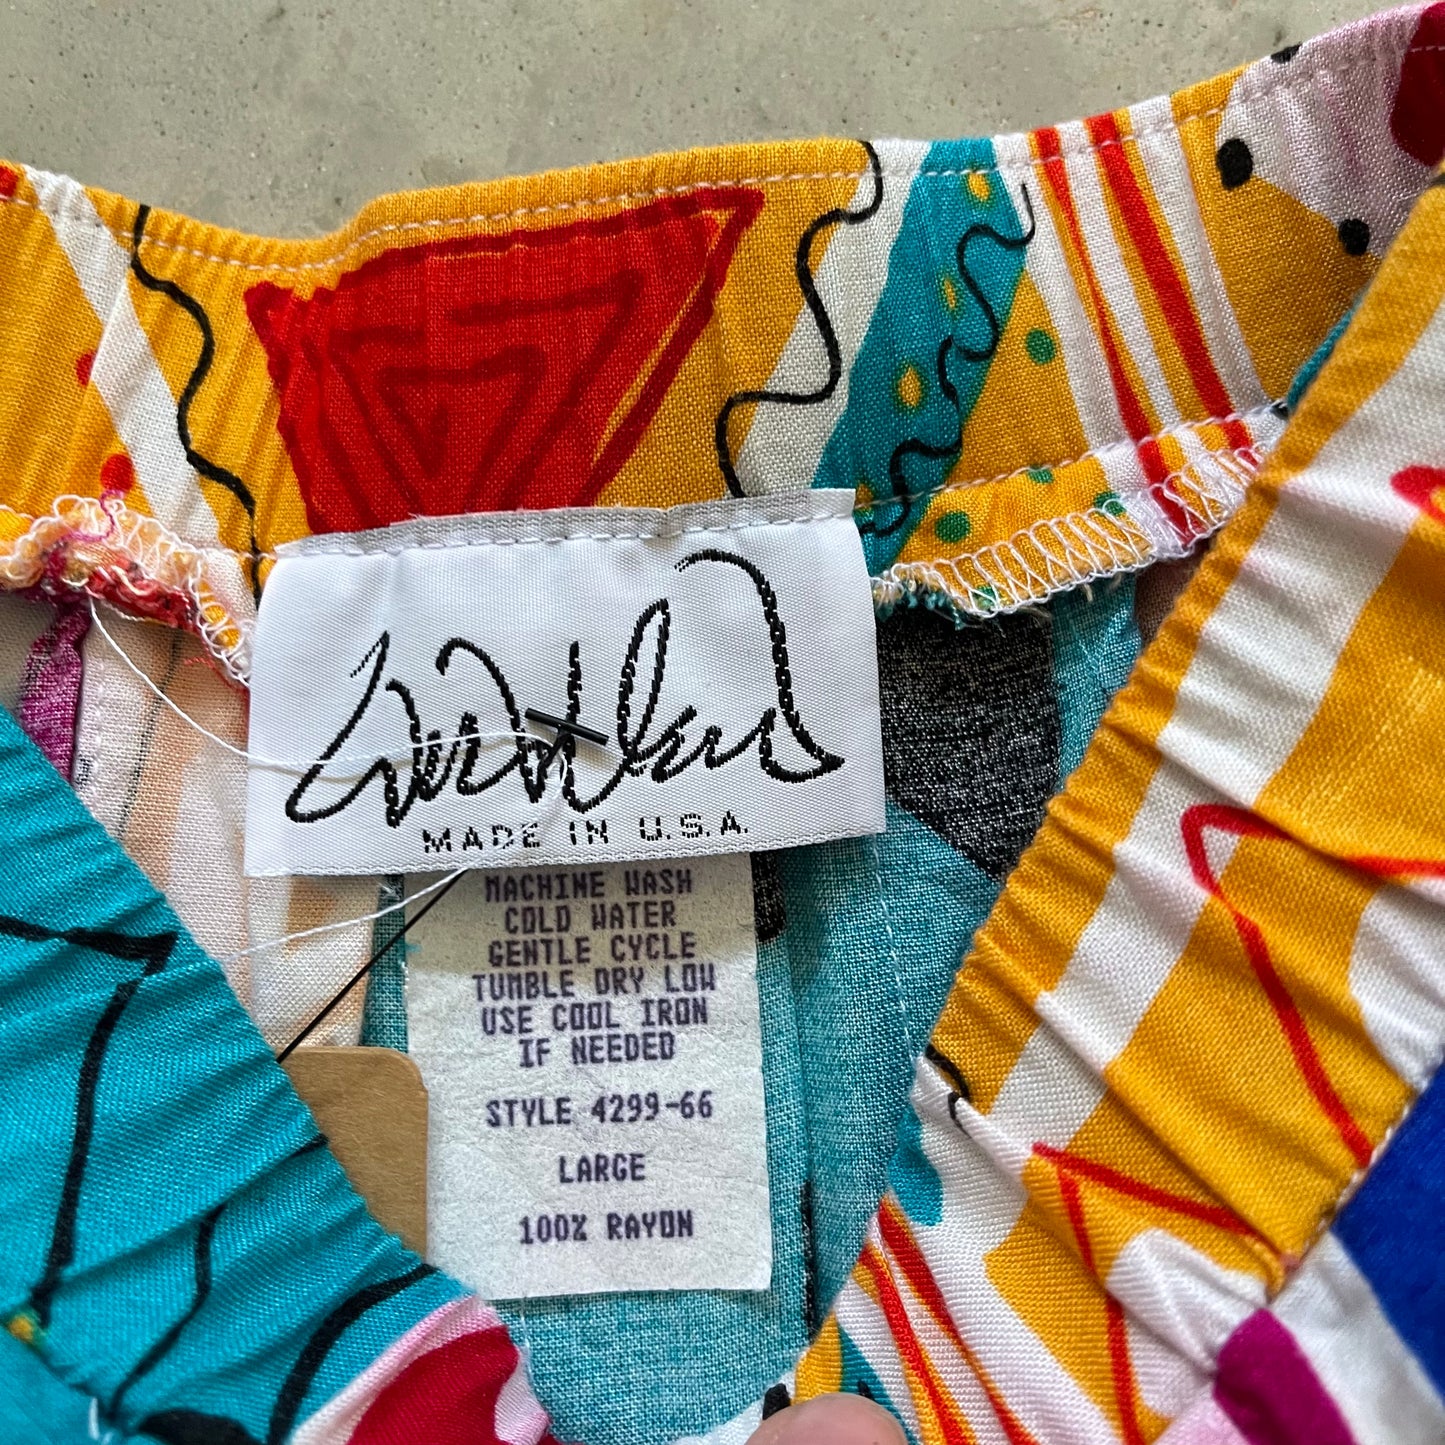 MADE IN U.S.A.
MACHINE WASH
COLD WATER
GENTLE CYCLE
TUMBLE DRY LOW
USE COOL IRON
IF NEEDED
STYLE 4299-66
LARGE
100% RAYON